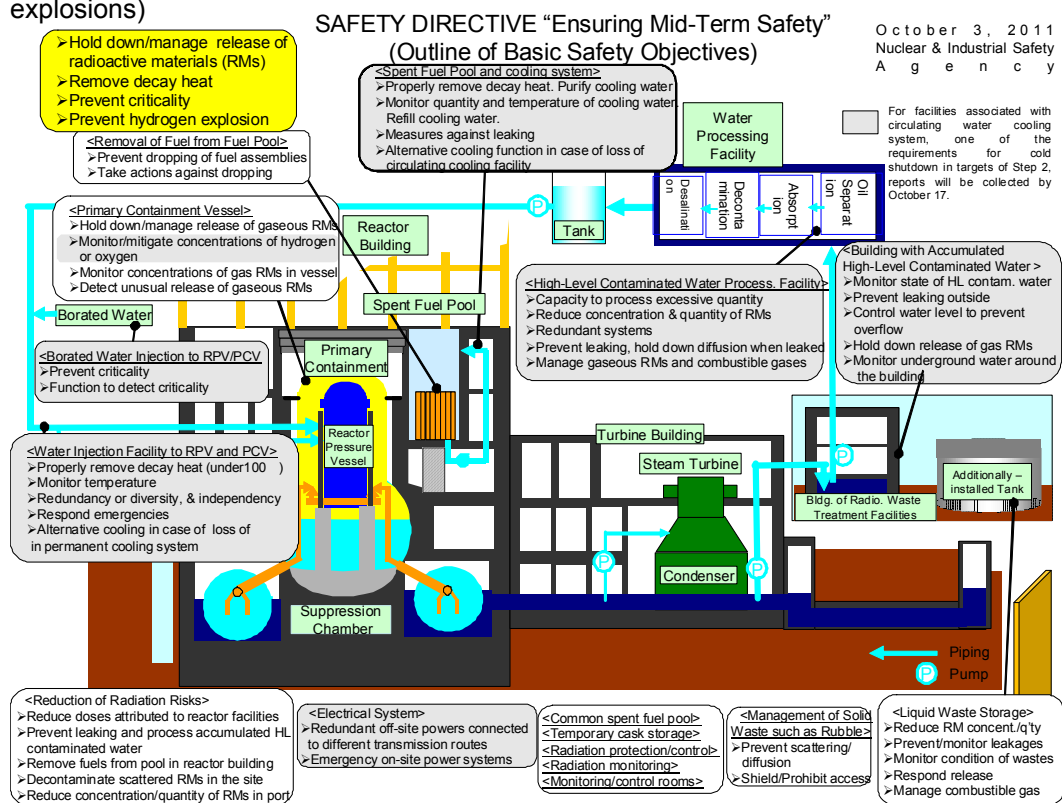 explosions)
SAFETY DIRECTIVE “Ensuring Mid-Term Safety”
(Outline of Basic Safety Objectives)
October 3, 2011
Nuclear & Industrial Safety
Agency
For facilities associated with
circulating water cooling
system, one of the
requirements for cold
shutdown in targets of Step 2,
reports will be collected by
October 17.
➢Hold down/manage release of
radioactive materials (RMs)
➢Remove decay heat
➢Prevent criticality
➢Prevent hydrogen explosion
<Removal of Fuel from Fuel Pool>
➢Prevent dropping of fuel assemblies
➢Take actions against dropping
<Spent Fuel Pool and cooling system>
➢Properly remove decay heat. Purify cooling water
➢Monitor quantity and temperature of cooling water.
Refill cooling water.
➢Measures against leaking
➢Alternative cooling function in case of loss of
circulating cooling facility
Water
Processing
Facility
Desalinati
on
Deconta
mination
Absorpt
ion
Oil
Separat
ion
P
Tank
<Primary Containment Vessel>
➢Hold down/manage release of gaseous RMs
➢Monitor/mitigate concentrations of hydrogen
or oxygen
➢Monitor concentrations of gas RMs in vessel
➢Detect unusual release of gaseous RMs
Reactor
Building
Spent Fuel Pool
<High-Level Contaminated Water Process. Facility>
➢Capacity to process excessive quantity
➢Reduce concentration & quantity of RMs
➢Redundant systems
➢Prevent leaking, hold down diffusion when leaked
➢Manage gaseous RMs and combustible gases
<Building with Accumulated
High-Level Contaminated Water >
➢Monitor state of HL contam. water
➢Prevent leaking outside
➢Control water level to prevent
overflow
➢Hold down release of gas RMs
➢Monitor underground water around
the building
Borated Water
<Borated Water Injection to RPV/PCV
➢Prevent criticality
➢Function to detect criticality
Primary
Containment
Reactor
Pressure
Vessel
<Water Injection Facility to RPV and PCV>
➢Properly remove decay heat (under100 )
➢Monitor temperature
➢Redundancy or diversity, & independency
➢Respond emergencies
➢Alternative cooling in case of loss of
in permanent cooling system
Turbine Building
Steam Turbine
Condenser
P
P
P
Bldg. of Radio. Waste
Treatment Facilities
Additionally –
installed Tank
Suppression
Chamber
Piping
P
Pump
<Reduction of Radiation Risks>
➢Reduce doses attributed to reactor facilities
➢Prevent leaking and process accumulated HL
contaminated water
➢Remove fuels from pool in reactor building
➢Decontaminate scattered RMs in the site
➢Reduce concentration/quantity of RMs in port
<Electrical System>
➢Redundant off-site powers connected
to different transmission routes
➢Emergency on-site power systems
<Common spent fuel pool>
<Temporary cask storage>
<Radiation protection/control>
<Radiation monitoring>
<Monitoring/control rooms>
<Management of Solid
Waste such as Rubble>
➢Prevent scattering/
diffusion
➢Shield/Prohibit access
<Liquid Waste Storage>
➢Reduce RM concent./q’ty
➢Prevent/monitor leakages
➢Monitor condition of wastes
➢Respond release
➢Manage combustible gas